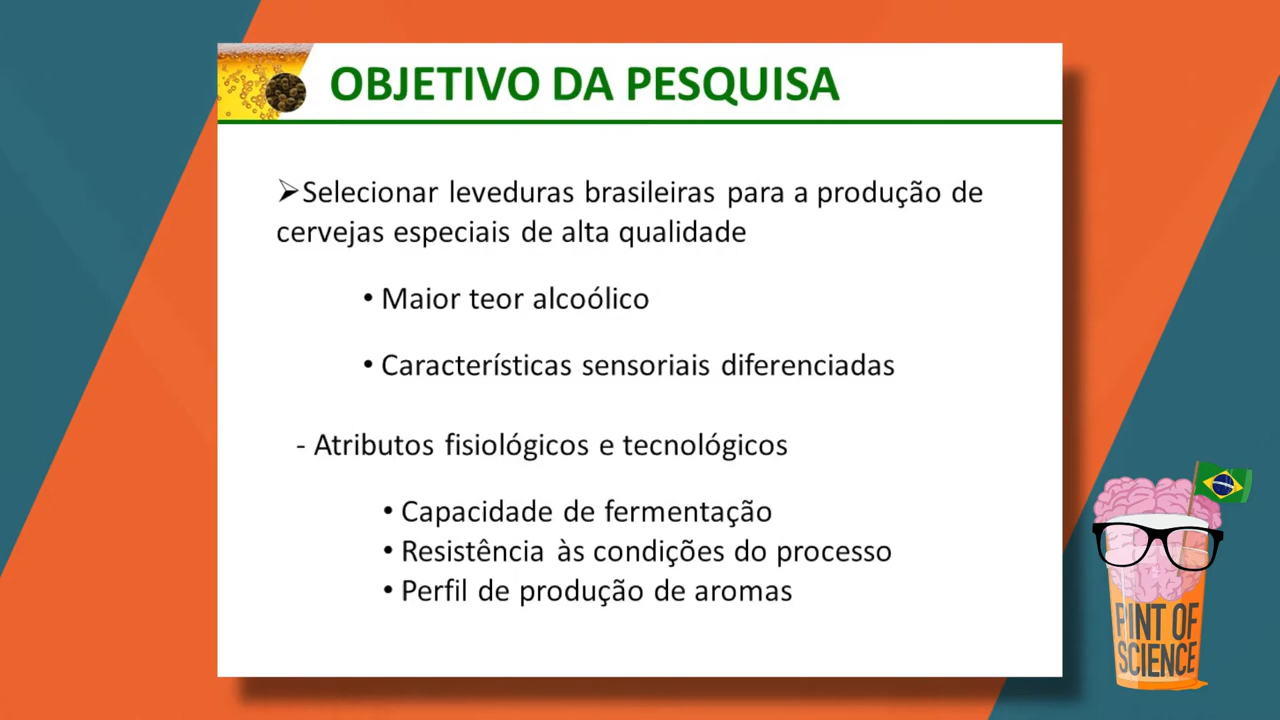 OBJETIVO DA PESQUISA
➢Selecionar leveduras brasileiras para a produção de
cervejas especiais de alta qualidade
• Maior teor alcoólico
• Características sensoriais diferenciadas
- Atributos fisiológicos e tecnológicos
• Capacidade de fermentação
• Resistência às condições do processo
• Perfil de produção de aromas
PINT OF
SCIENCE